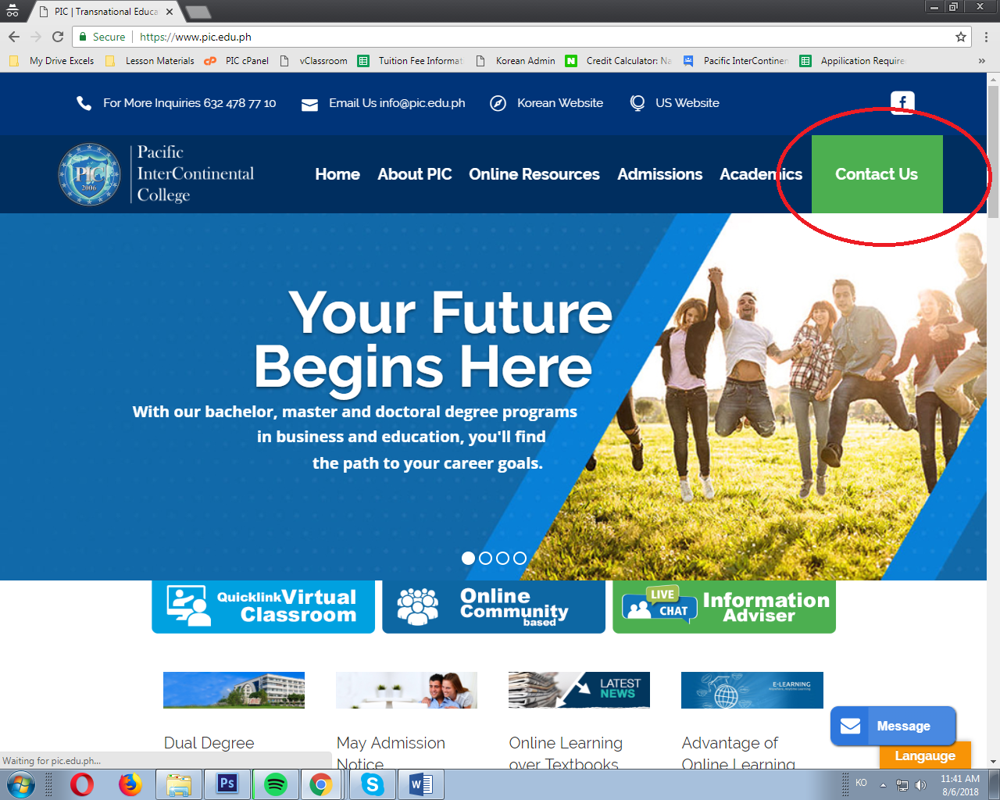 PIC | Transnational Educa
Secure | https://www.pic.edu.ph
My Drive Excels Lesson Materials PIC cPanel vClassroom Tuition Fee Informat Korean Admin Credit Calculator: Na Pacific InterContinen Appilication Require
For More Inquiries 632 478 77 10 Email Us info@pic.edu.ph Korean Website US Website
PIC
2006
Pacific
InterContinental
College
Home About PIC Online Resources Admissions Academics Contact Us
Your Future
Begins Here
With our bachelor, master and doctoral degree programs
in business and education, you'll find
the path to your career goals.
Quicklink Virtual
Classroom
Online
Community
based
LIVE
CHAT
Information
Adviser
LATEST
NEWS
E-LEARNING
Dual Degree
May Admission
Notice
Online Learning
over Textbooks
Advantage of
Online Learning
Message
Langauge
Waiting for pic.edu.ph...
Ps
KO
11:41 AM
8/6/2018